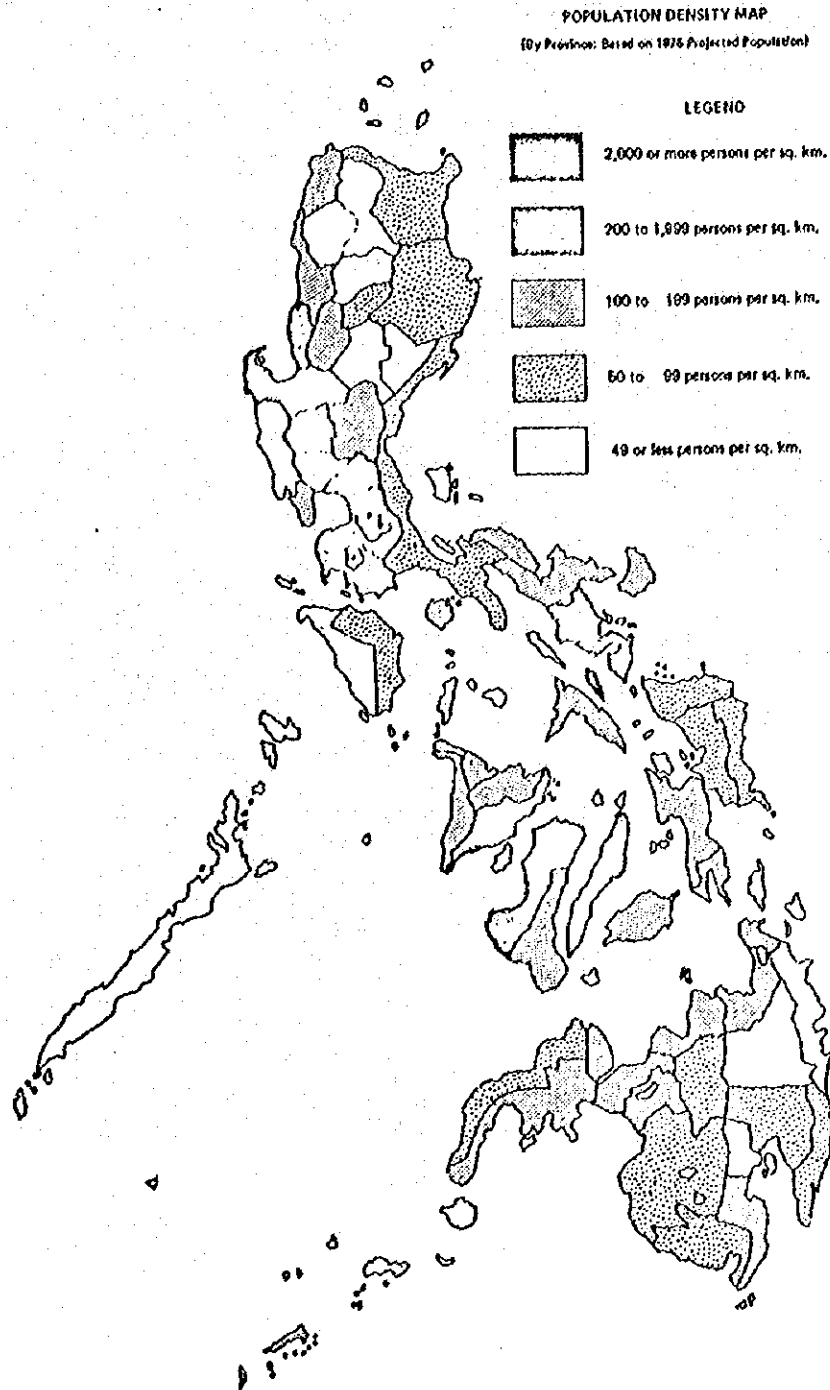 POPULATION DENSITY MAP
(By Province: Based on 1976 Projected Population)
LEGEND
2,000 or more persons per sq. km.
200 to 1,999 persons per sq. km.
100 to 199 persons per sq. km.
50 to 99 persons per sq. km.
49 or less persons per sq. km.